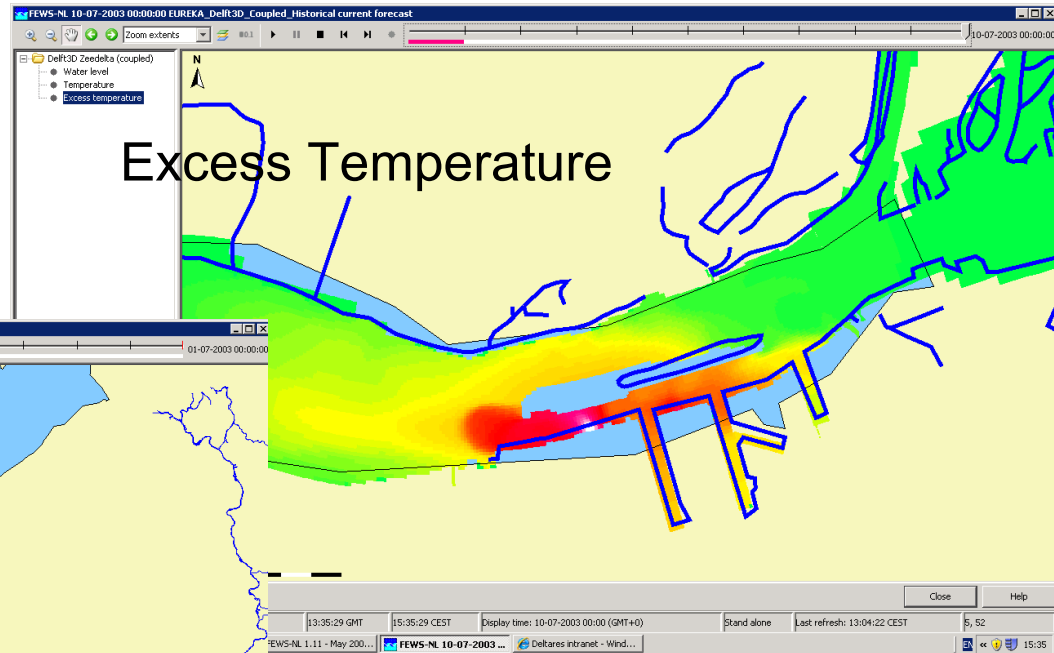 FEWS-NL 10-07-2003 00:00:00 EUREKA_Delft3D_Coupled_Historical current forecast
Zoom extents
10-07-2003 00:00:00
Delft3D Zeedelta (coupled)
Water level
Temperature
Excess temperature
N
Excess Temperature
01-07-2003 00:00:00
Close
Help
13:35:29 GMT
15:35:29 CEST
Display time: 10-07-2003 00:00 (GMT+0)
Stand alone
Last refresh: 13:04:22 CEST
5, 52
FEWS-NL 1.11 - May 200...
FEWS-NL 10-07-2003 ...
Deltares intranet - Wind...
EN
«
15:35